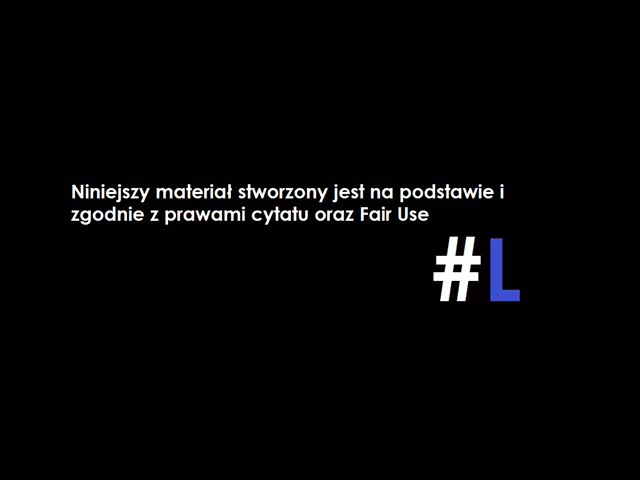 Niniejszy materiał stworzony jest na podstawie i
zgodnie z prawami cytatu oraz Fair Use
#L